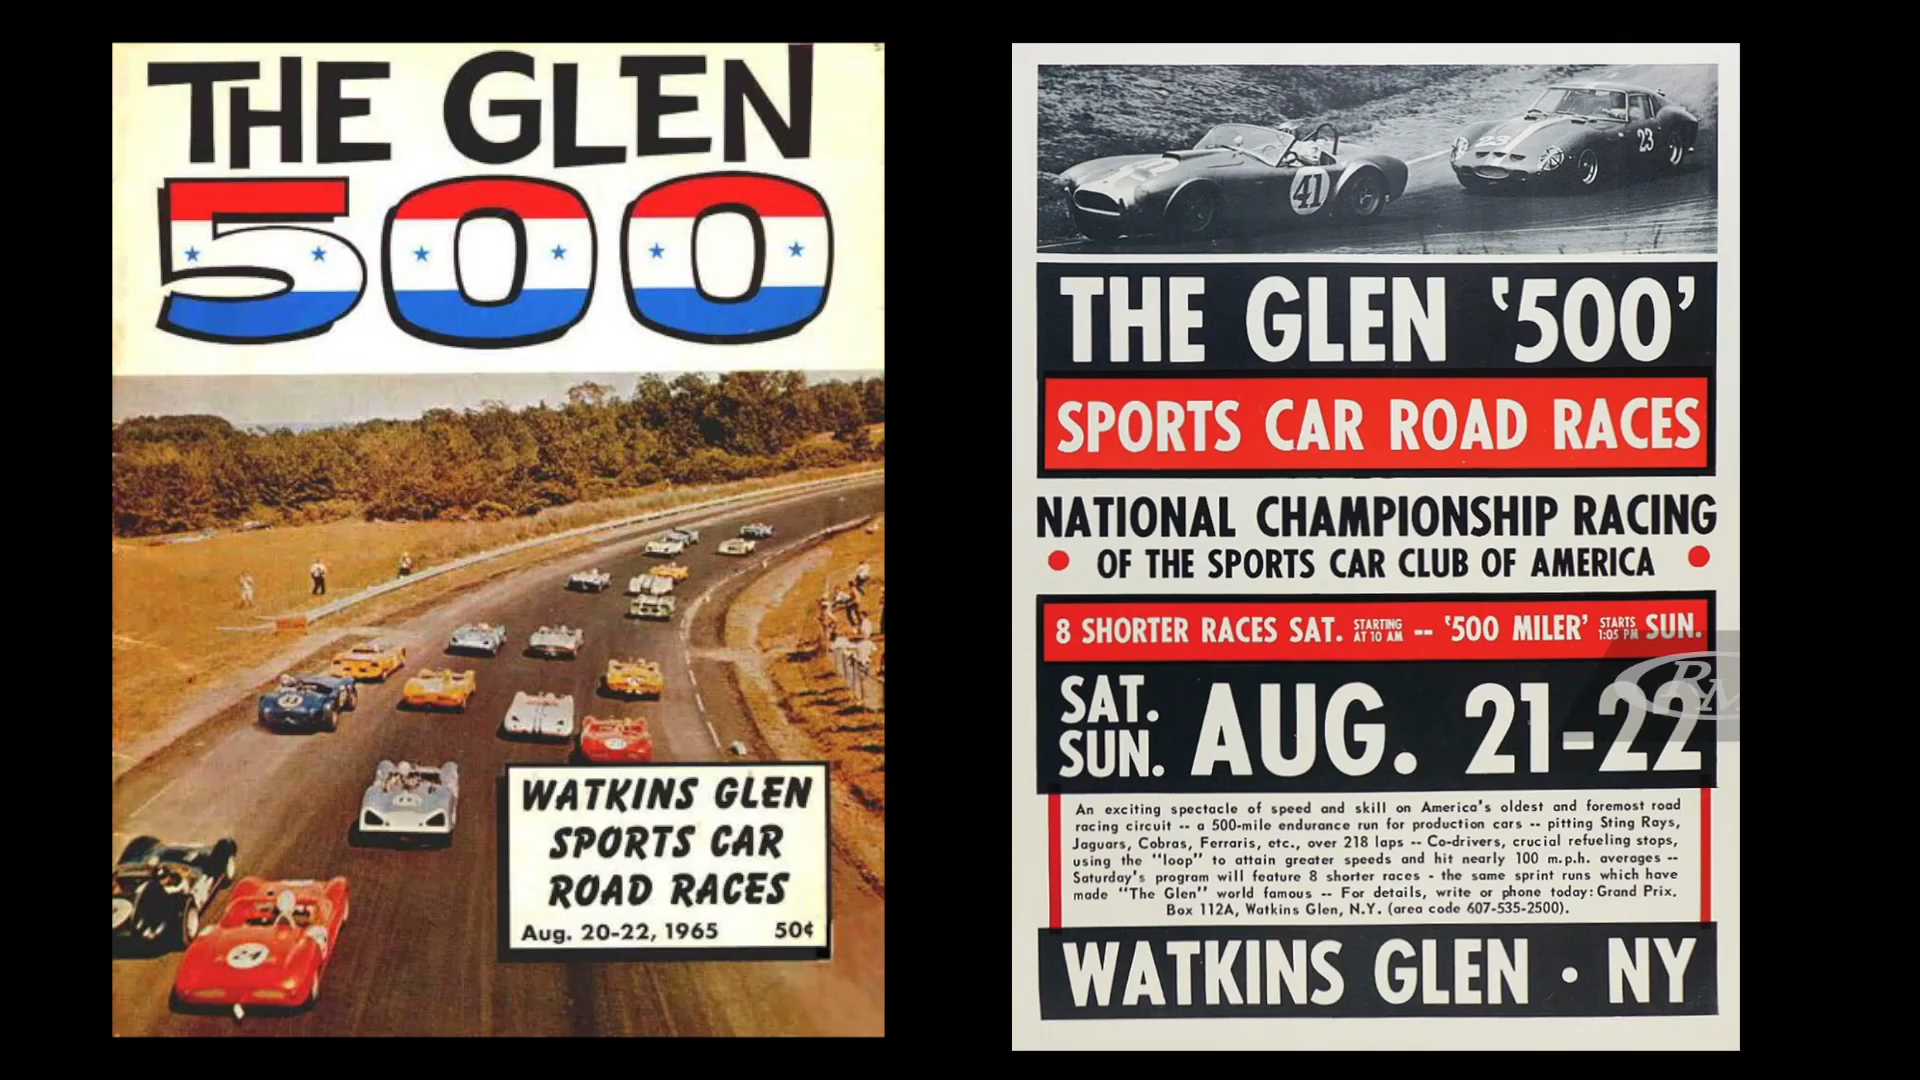 THE GLEN
500
WATKINS GLEN
SPORTS CAR
ROAD RACES
Aug. 20-22, 1965 50¢
41
23
23
THE GLEN '500'
SPORTS CAR ROAD RACES
NATIONAL CHAMPIONSHIP RACING
• OF THE SPORTS CAR CLUB OF AMERICA •
8 SHORTER RACES SAT. STARTING AT 10 AM -- '500 MILER' STARTS 1:05 PM SUN.
SAT. SUN. AUG. 21-22
RM
An exciting spectacle of speed and skill on America's oldest and foremost road
racing circuit -- a 500-mile endurance run for production cars -- pitting Sting Rays,
Jaguars, Cobras, Ferraris, etc., over 218 laps -- Co-drivers, crucial refueling stops,
using the "loop" to attain greater speeds and hit nearly 100 m.p.h. averages --
Saturday's program will feature 8 shorter races - the same sprint runs which have
made "The Glen" world famous -- For details, write or phone today: Grand Prix,
Box 112A, Watkins Glen, N.Y. (area code 607-535-2500).
WATKINS GLEN • NY